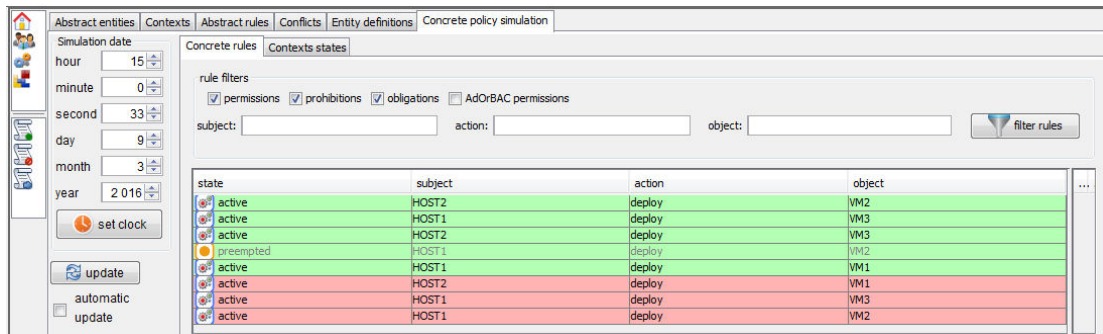 Abstract entities Contexts Abstract rules Conflicts Entity definitions Concrete policy simulation
Simulation date
hour 15
minute 0
second 33
day 9
month 3
year 2 016
set clock
update
automatic
update
Concrete rules Contexts states
rule filters
permissions prohibitions obligations AdOrBAC permissions
subject: action: object: filter rules
state subject action object ...
active HOST2 deploy VM2
active HOST1 deploy VM3
active HOST2 deploy VM3
preempted HOST1 deploy VM2
active HOST1 deploy VM1
active HOST2 deploy VM1
active HOST1 deploy VM3
active HOST1 deploy VM2